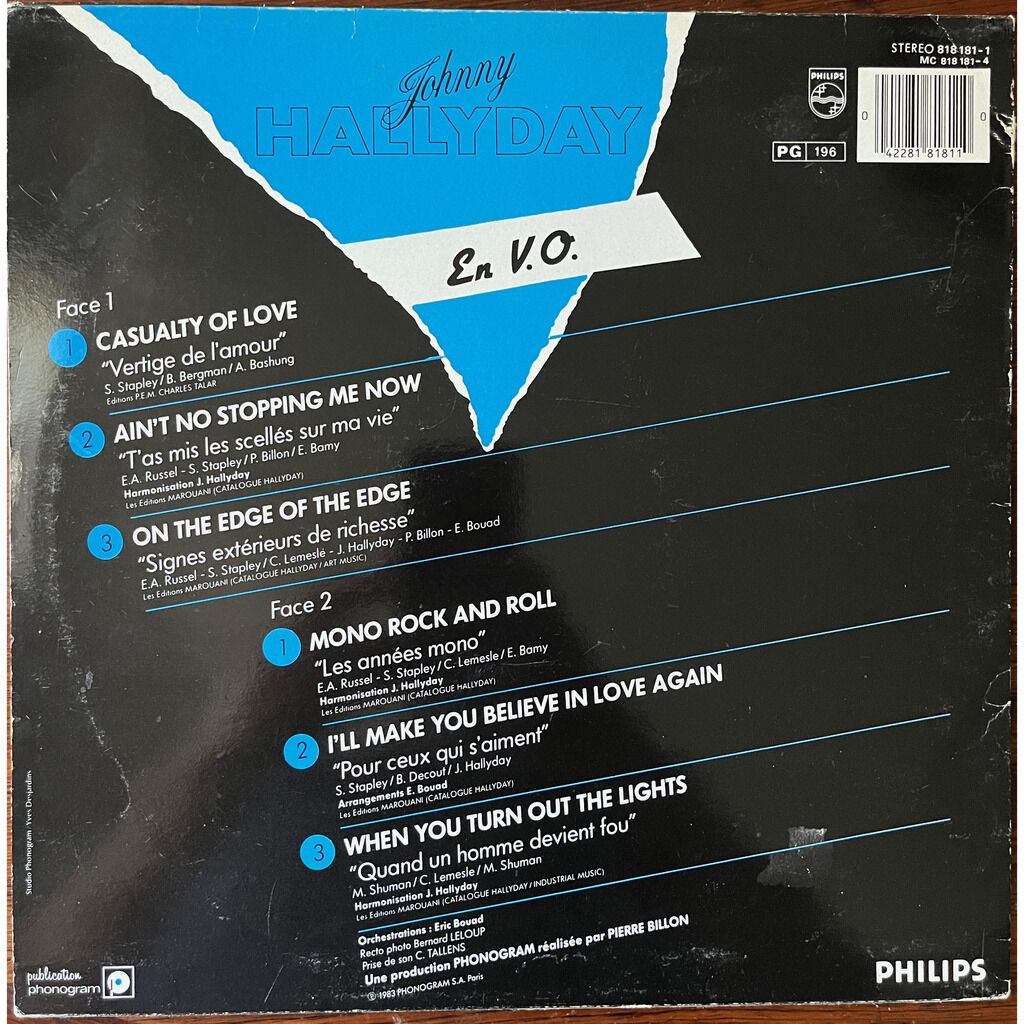 STEREO 818 181-1
MC 818 181-4
PHILIPS
PG 196
0 42281 81811 0
Johnny
HALLYDAY
En V.O.
Face 1
1 CASUALTY OF LOVE
"Vertige de l'amour"
S. Stapley / B. Bergman / A. Bashung
Editions P.E.M. CHARLES TALAR
2 AIN'T NO STOPPING ME NOW
"T'as mis les scellés sur ma vie"
E.A. Russel - S. Stapley / P. Billon / E. Bamy
Harmonisation J. Hallyday
Les Editions MAROUANI (CATALOGUE HALLYDAY)
3 ON THE EDGE OF THE EDGE
"Signes extérieurs de richesse"
E.A. Russel - S. Stapley / C. Lemesle - J. Hallyday - P. Billon - E. Bouad
Les Editions MAROUANI (CATALOGUE HALLYDAY / ART MUSIC)
Face 2
1 MONO ROCK AND ROLL
"Les années mono"
E.A. Russel - S. Stapley / C. Lemesle / E. Bamy
Harmonisation J. Hallyday
Les Editions MAROUANI (CATALOGUE HALLYDAY)
2 I'LL MAKE YOU BELIEVE IN LOVE AGAIN
"Pour ceux qui s'aiment"
S. Stapley / B. Decout / J. Hallyday
Arrangements E. Bouad
Les Editions MAROUANI (CATALOGUE HALLYDAY)
3 WHEN YOU TURN OUT THE LIGHTS
"Quand un homme devient fou"
M. Shuman / C. Lemesle / M. Shuman
Harmonisation J. Hallyday
Les Editions MAROUANI (CATALOGUE HALLYDAY / INDUSTRIAL MUSIC)
Orchestrations : Eric Bouad
Recto photo Bernard LELOUP
Prise de son C. TALLENS
Une production PHONOGRAM réalisée par PIERRE BILLON
℗ 1983 PHONOGRAM S.A. Paris
Studio Phonogram / Yves Desjardins
publication
phonogram
PHILIPS